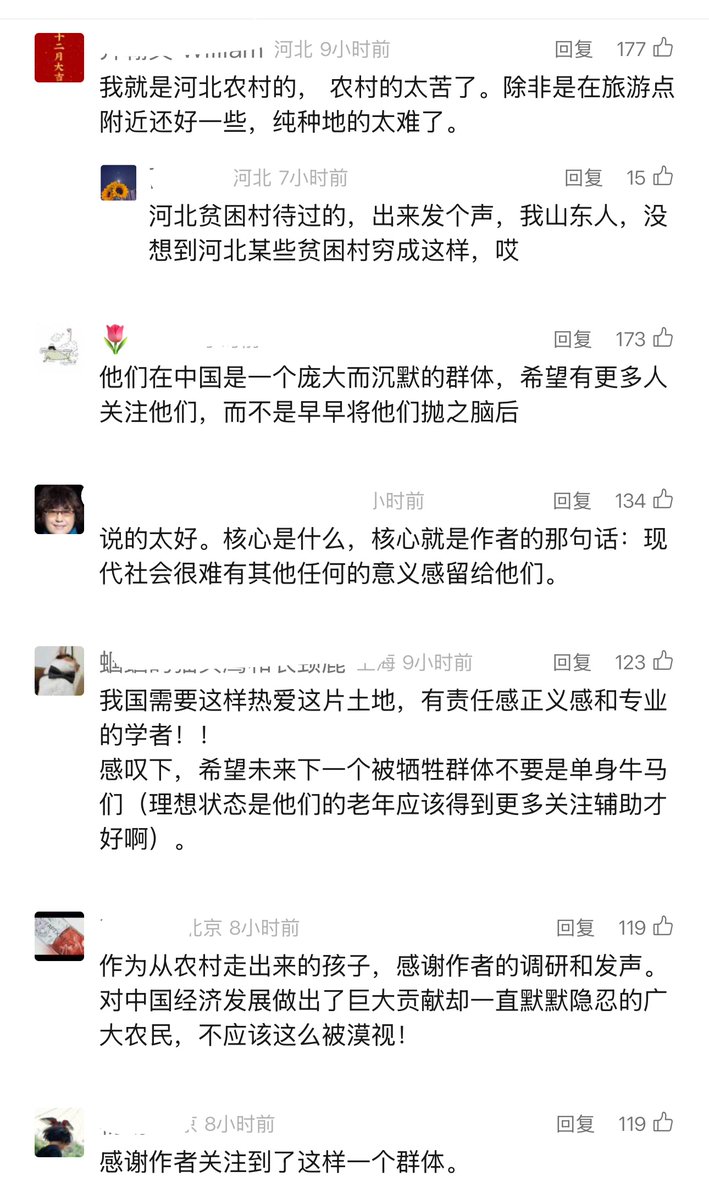 十二月大吉
河北 9小时前 回复 177
我就是河北农村的， 农村的太苦了。除非是在旅游点
附近还好一些，纯种地的太难了。
河北 7小时前 回复 15
河北贫困村待过的，出来发个声，我山东人，没
想到河北某些贫困村穷成这样，哎
回复 173
他们在中国是一个庞大而沉默的群体，希望有更多人
关注他们，而不是早早将他们抛之脑后
小时前 回复 134
说的太好。核心是什么，核心就是作者的那句话：现
代社会很难有其他任何的意义感留给他们。
上海 9小时前 回复 123
我国需要这样热爱这片土地，有责任感正义感和专业
的学者！！
感叹下，希望未来下一个被牺牲群体不要是单身牛马
们（理想状态是他们的老年应该得到更多关注辅助才
好啊）。
北京 8小时前 回复 119
作为从农村走出来的孩子，感谢作者的调研和发声。
对中国经济发展做出了巨大贡献却一直默默隐忍的广
大农民，不应该这么被漠视！
8小时前 回复 119
感谢作者关注到了这样一个群体。